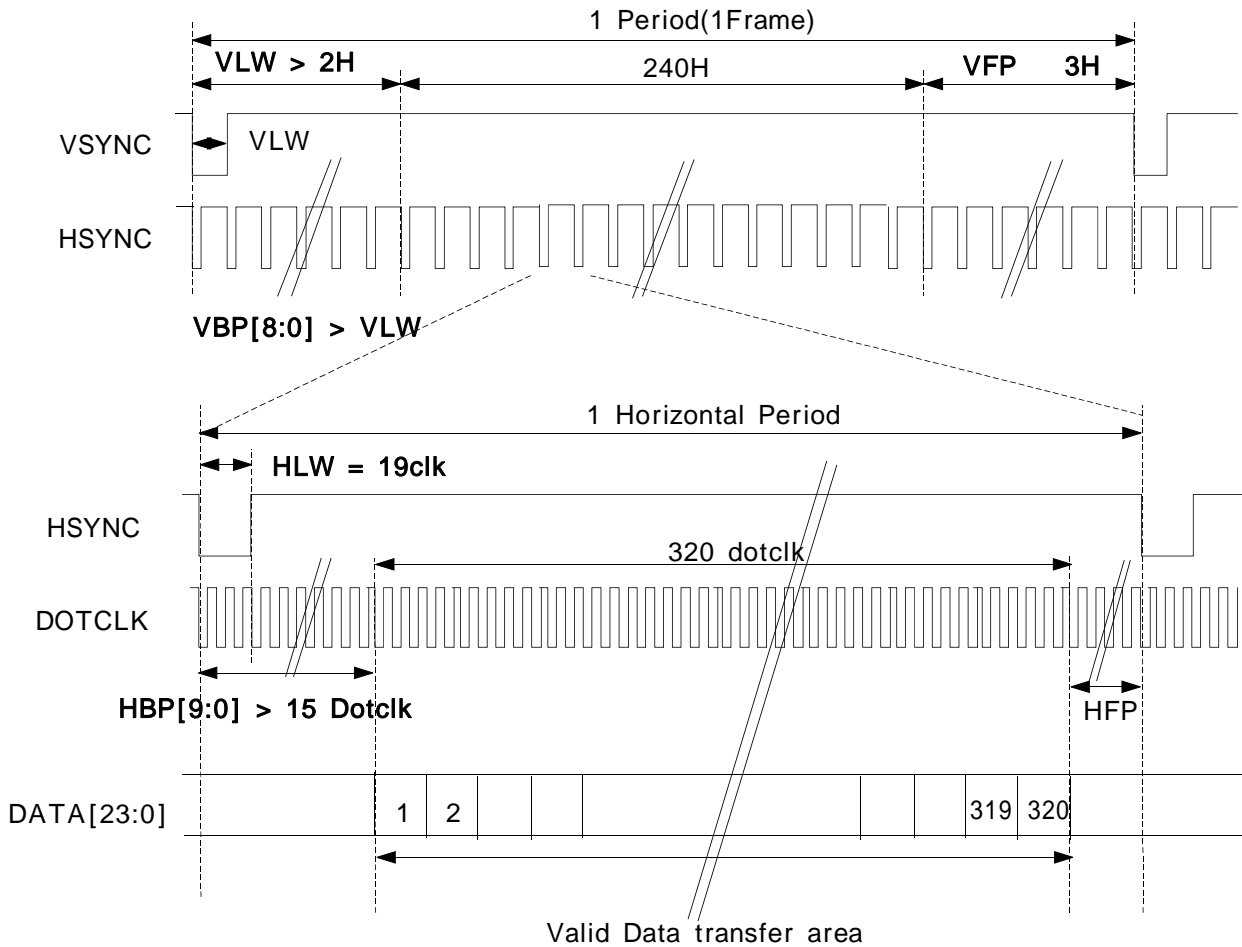 1 Period(1Frame)
VLW > 2H
240H
VFP 3H
VSYNC
VLW
HSYNC
VBP[8:0] > VLW
1 Horizontal Period
HLW = 19clk
HSYNC
320 dotclk
DOTCLK
HBP[9:0] > 15 Dotclk
HFP
DATA[23:0]
1 2 319 320
Valid Data transfer area